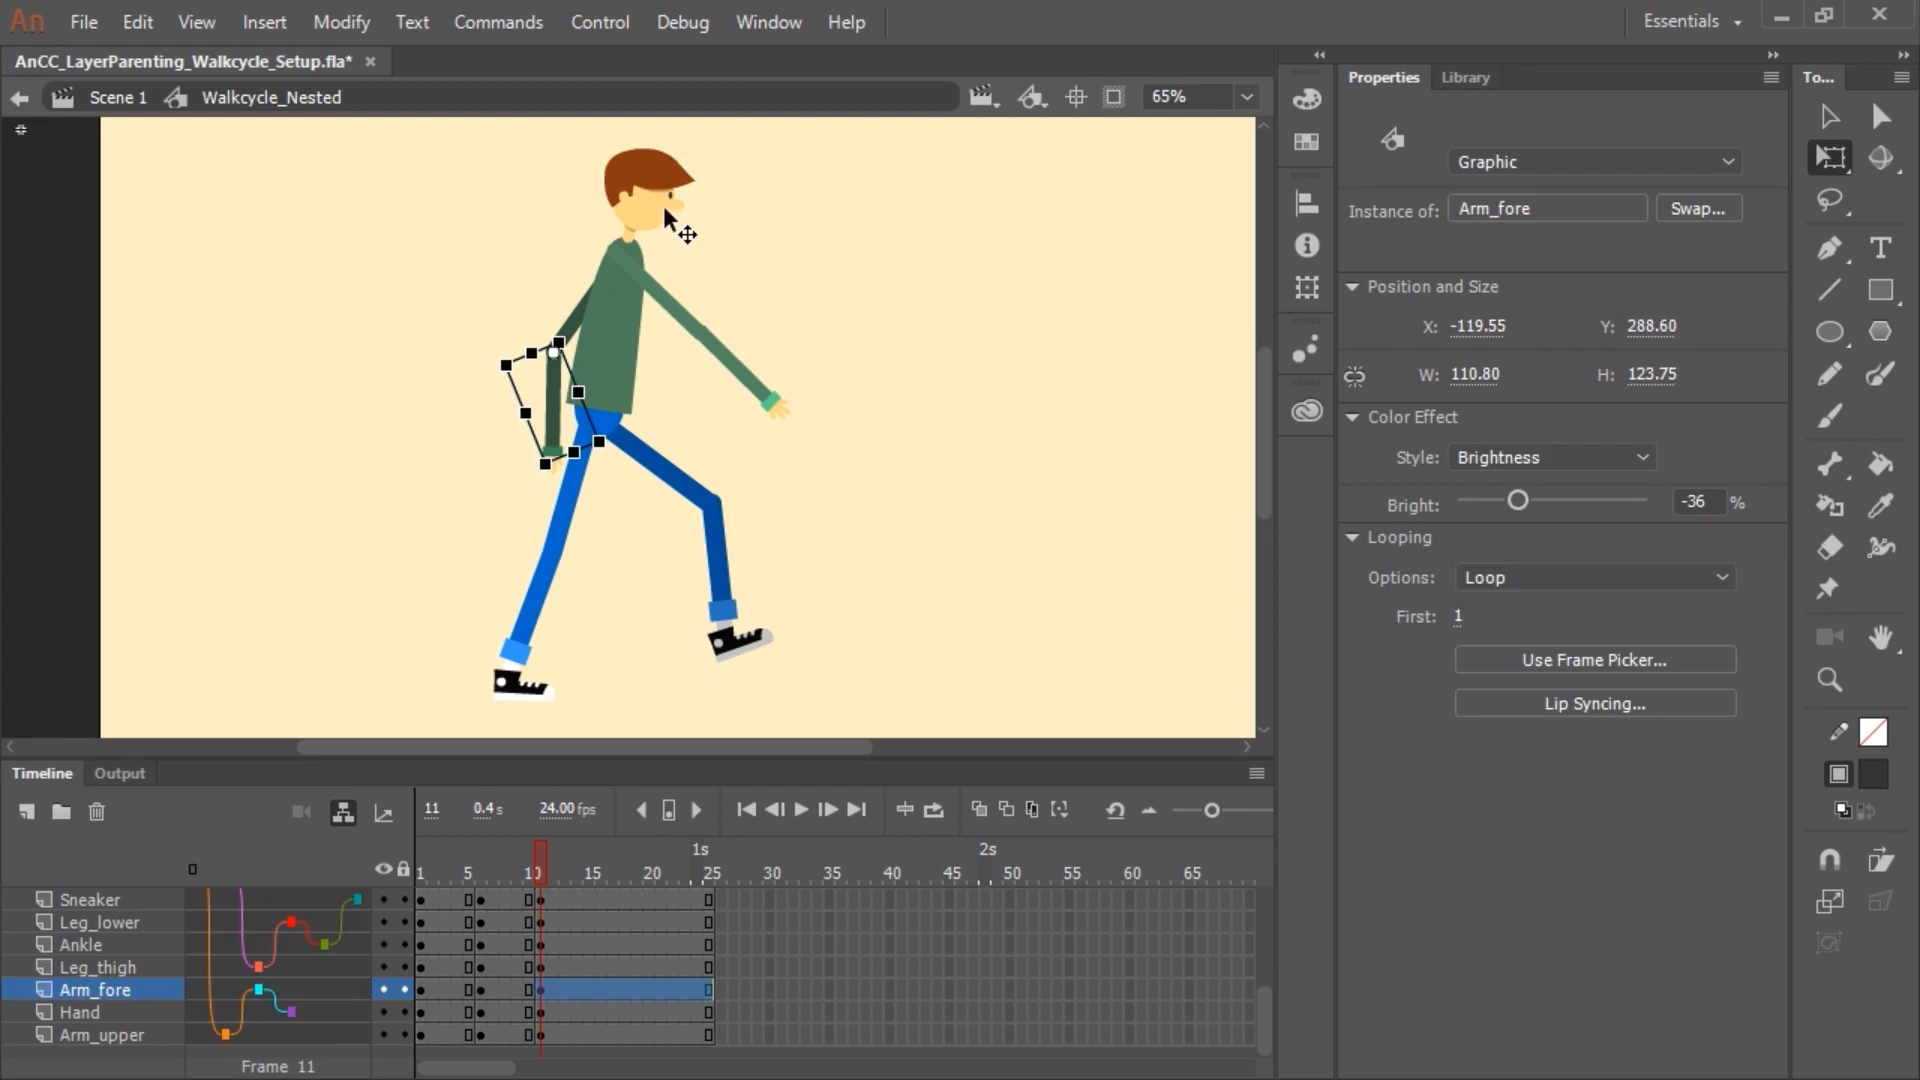 An File Edit View Insert Modify Text Commands Control Debug Window Help Essentials
AnCC_LayerParenting_Walkcycle_Setup.fla*
Scene 1 Walkcycle_Nested 65%
Properties Library To...
Graphic
Instance of: Arm_fore Swap...
Position and Size
X: -119.55 Y: 288.60
W: 110.80 H: 123.75
Color Effect
Style: Brightness
Bright: -36 %
Looping
Options: Loop
First: 1
Use Frame Picker...
Lip Syncing...
Timeline Output
11 0.4 s 24.00 fps
1s 2s
1 5 10 15 20 25 30 35 40 45 50 55 60 65
Sneaker
Leg_lower
Ankle
Leg_thigh
Arm_fore
Hand
Arm_upper
Frame 11